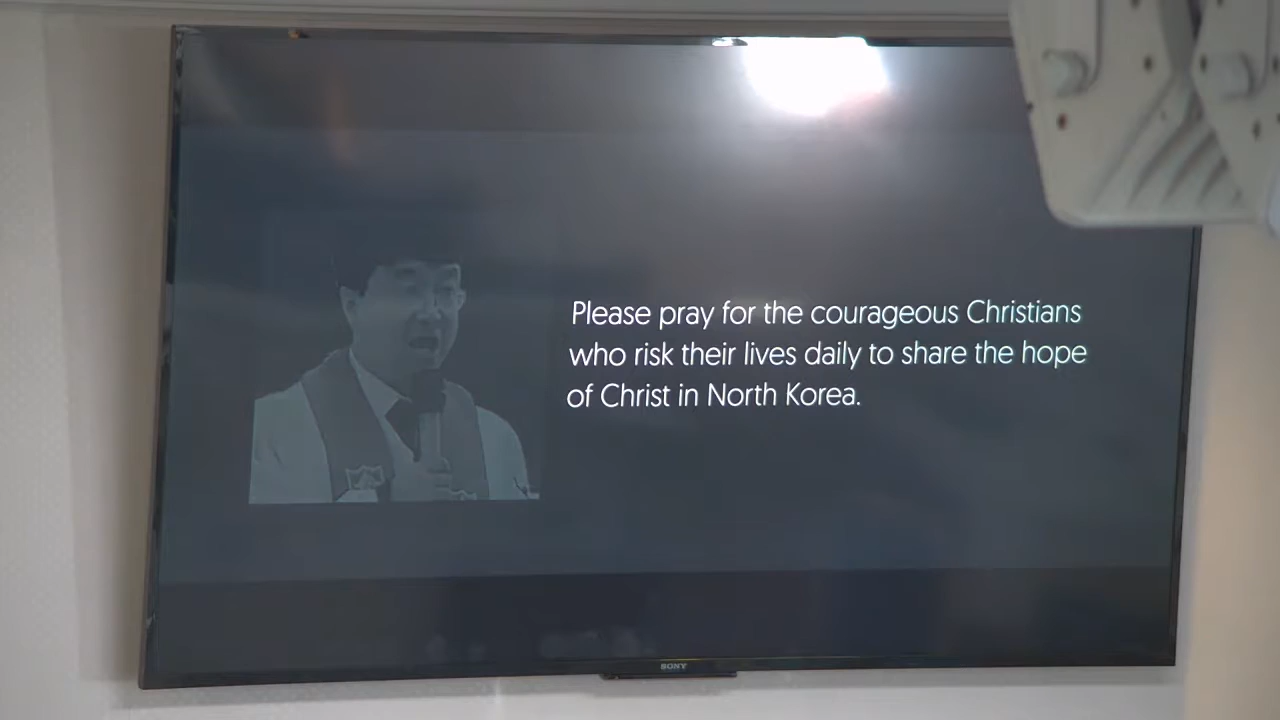 Please pray for the courageous Christians
who risk their lives daily to share the hope
of Christ in North Korea.
SONY